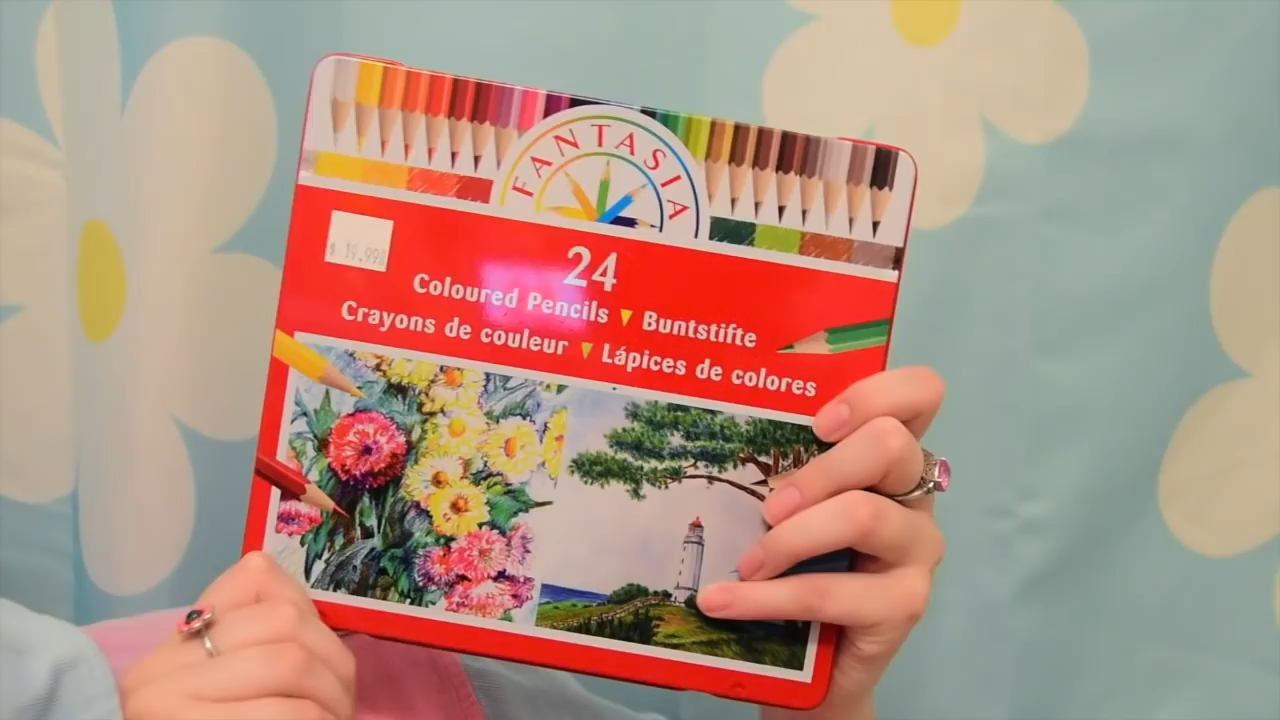 FANTASIA
$ 19.99
24
Coloured Pencils ▼ Buntstifte
Crayons de couleur ▼ Lápices de colores